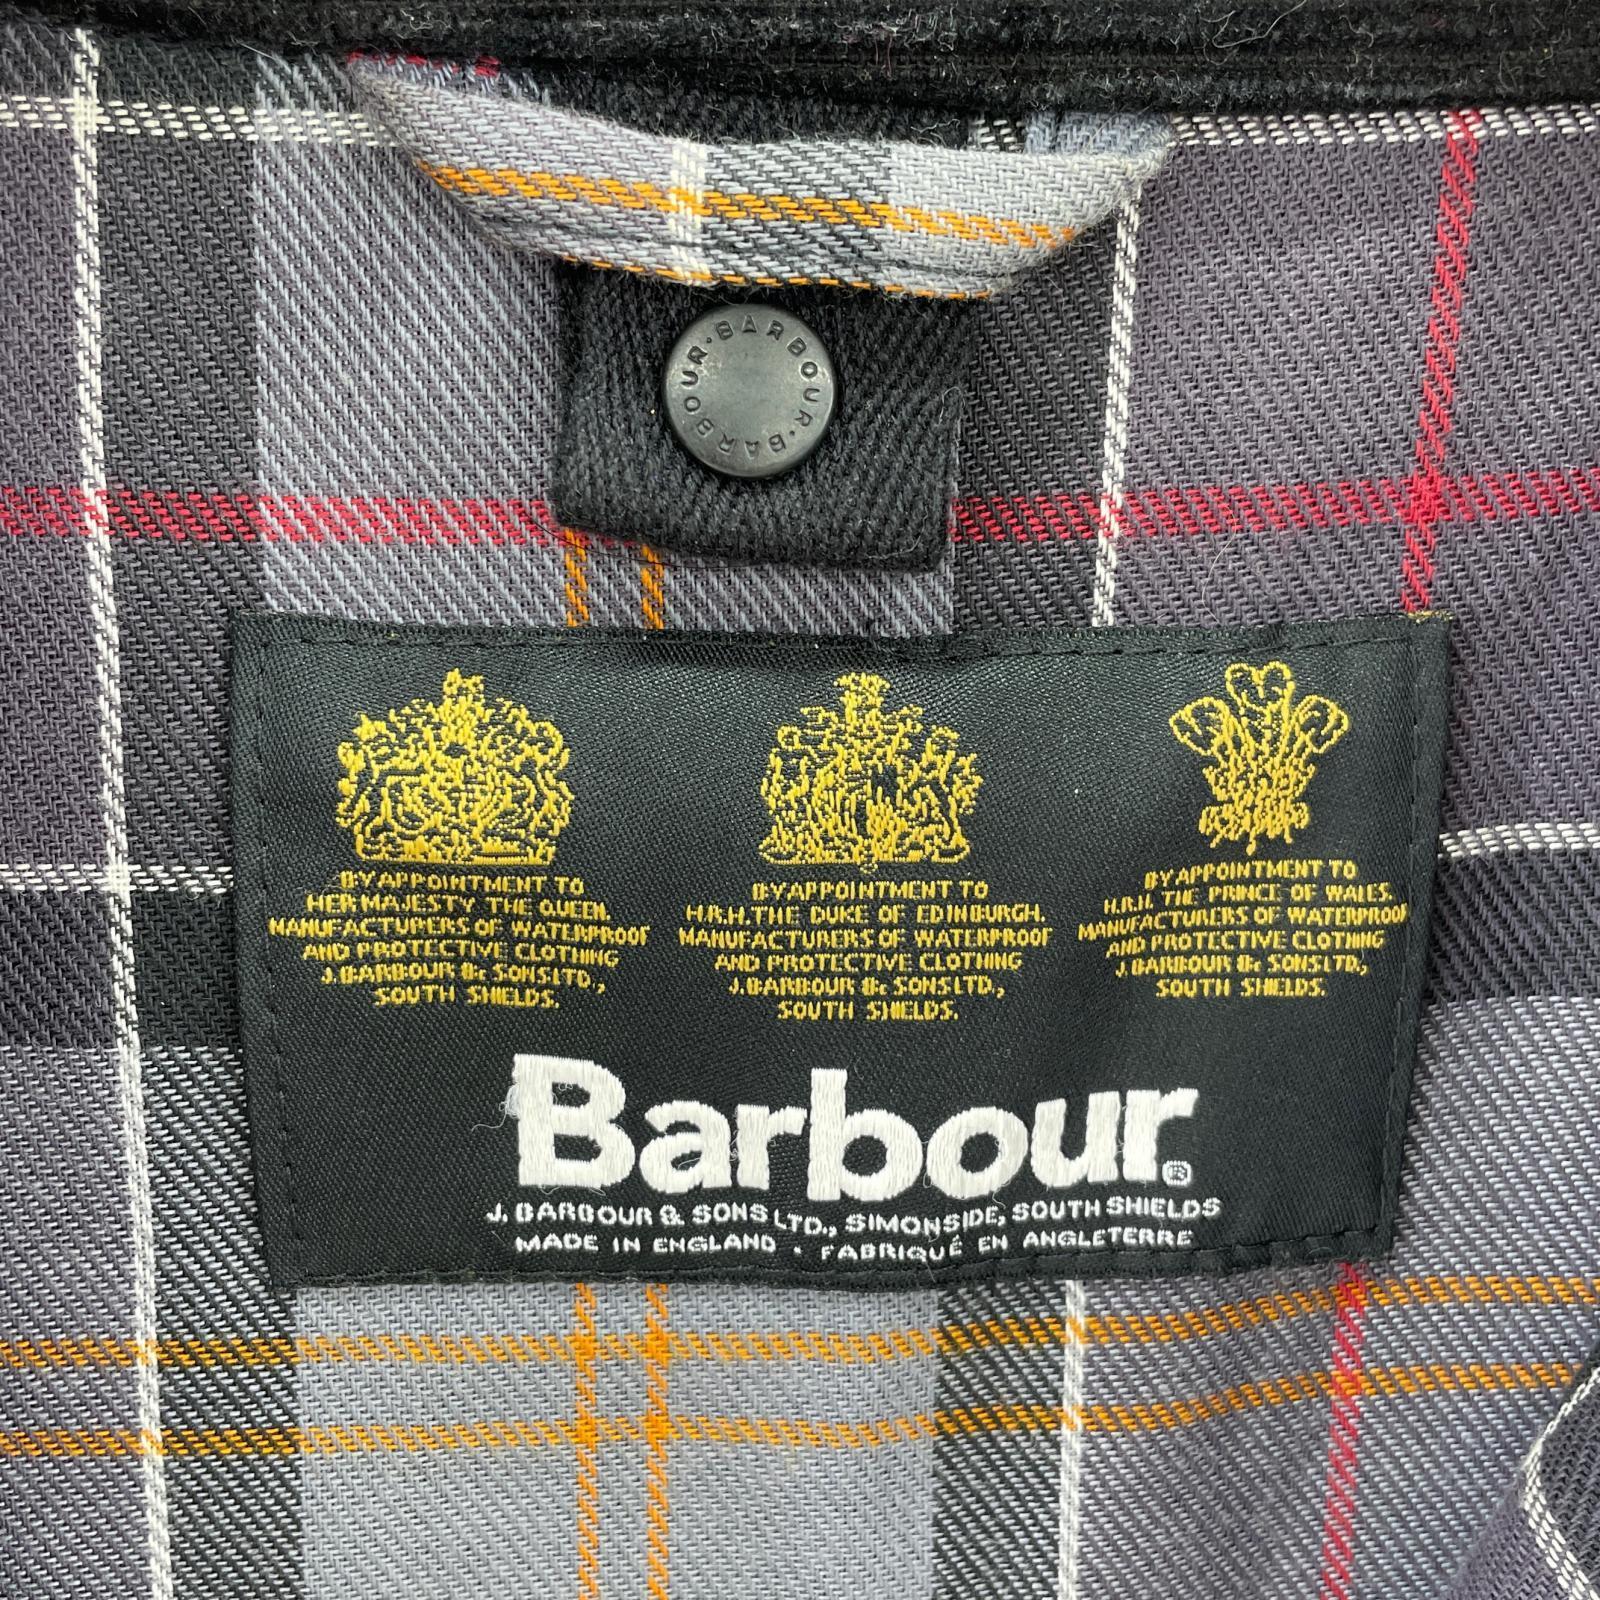 BARBOUR · BARBOUR · BARBOUR ·
BY APPOINTMENT TO
HER MAJESTY THE QUEEN.
MANUFACTURERS OF WATERPROOF
AND PROTECTIVE CLOTHING
J. BARBOUR & SONS LTD.,
SOUTH SHIELDS.
BY APPOINTMENT TO
H.R.H. THE DUKE OF EDINBURGH.
MANUFACTURERS OF WATERPROOF
AND PROTECTIVE CLOTHING
J. BARBOUR & SONS LTD.,
SOUTH SHIELDS.
BY APPOINTMENT TO
H.R.H. THE PRINCE OF WALES.
MANUFACTURERS OF WATERPROOF
AND PROTECTIVE CLOTHING
J. BARBOUR & SONS LTD.,
SOUTH SHIELDS.
Barbour®
J. BARBOUR & SONS LTD., SIMONSIDE, SOUTH SHIELDS
MADE IN ENGLAND · FABRIQUÉ EN ANGLETERRE